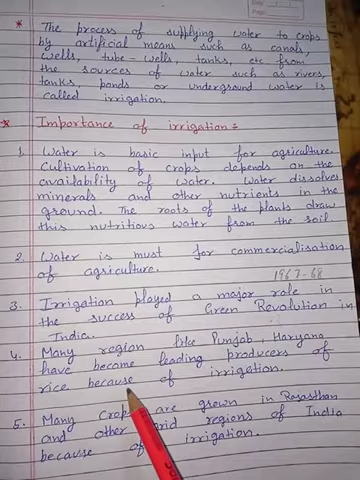 * The process of supplying water to crops
by artificial means such as canals,
wells, tube-wells, tanks, etc from
the sources of water such as rivers,
tanks, ponds or underground water is
called irrigation.
* Importance of irrigation:
1. Water is basic input for agriculture.
Cultivation of crops depends on the
availability of water. Water dissolves
minerals and other nutrients in the
ground. The roots of the plants draw
this nutritious water from the soil
2. Water is must for commercialisation
of agriculture.
1967-68
3. Irrigation played a major role in
the success of Green Revolution in
India.
4. Many region like Punjab, Haryana
have become leading producers of
rice because of irrigation.
5. Many crops are grown in Rajasthan
and other arid regions of India
because of irrigation.